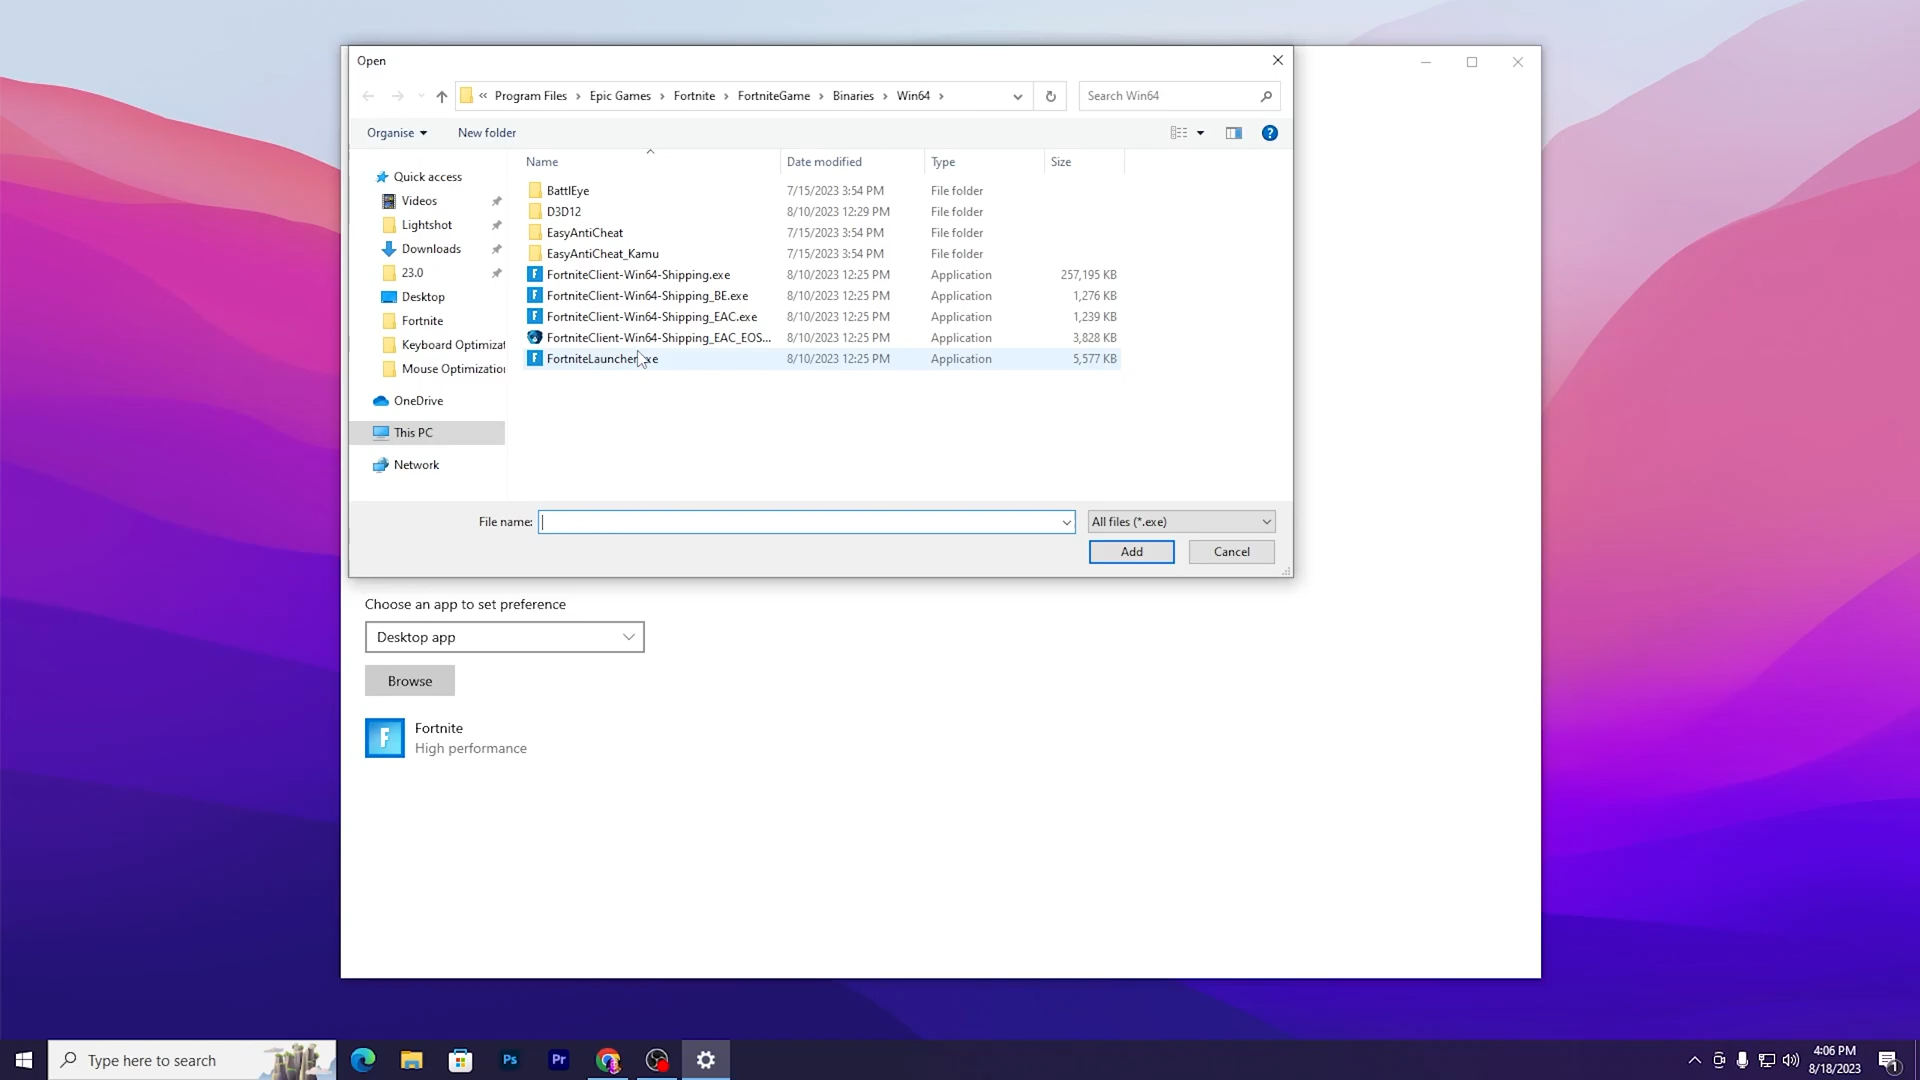 Open
« Program Files › Epic Games › Fortnite › FortniteGame › Binaries › Win64 ›
Search Win64
Organise
New folder
Name
Date modified
Type
Size
Quick access
Videos
Lightshot
Downloads
23.0
Desktop
Fortnite
Keyboard Optimizat
Mouse Optimizatio
OneDrive
This PC
Network
BattlEye 7/15/2023 3:54 PM File folder
D3D12 8/10/2023 12:29 PM File folder
EasyAntiCheat 7/15/2023 3:54 PM File folder
EasyAntiCheat_Kamu 7/15/2023 3:54 PM File folder
FortniteClient-Win64-Shipping.exe 8/10/2023 12:25 PM Application 257,195 KB
FortniteClient-Win64-Shipping_BE.exe 8/10/2023 12:25 PM Application 1,276 KB
FortniteClient-Win64-Shipping_EAC.exe 8/10/2023 12:25 PM Application 1,239 KB
FortniteClient-Win64-Shipping_EAC_EOS... 8/10/2023 12:25 PM Application 3,828 KB
FortniteLauncher.exe 8/10/2023 12:25 PM Application 5,577 KB
File name:
All files (*.exe)
Add
Cancel
Choose an app to set preference
Desktop app
Browse
F
Fortnite
High performance
Type here to search
Ps
Pr
4:06 PM
8/18/2023
1